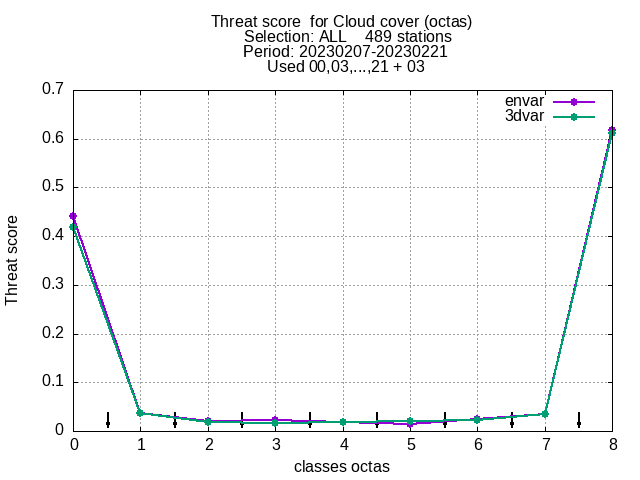 Threat score  for Cloud cover (octas)
Selection: ALL    489 stations
Period: 20230207-20230221
Used 00,03,...,21 + 03
envar
3dvar
0.7
0.6
0.5
0.4
0.3
0.2
0.1
0
Threat score
0 1 2 3 4 5 6 7 8
classes octas